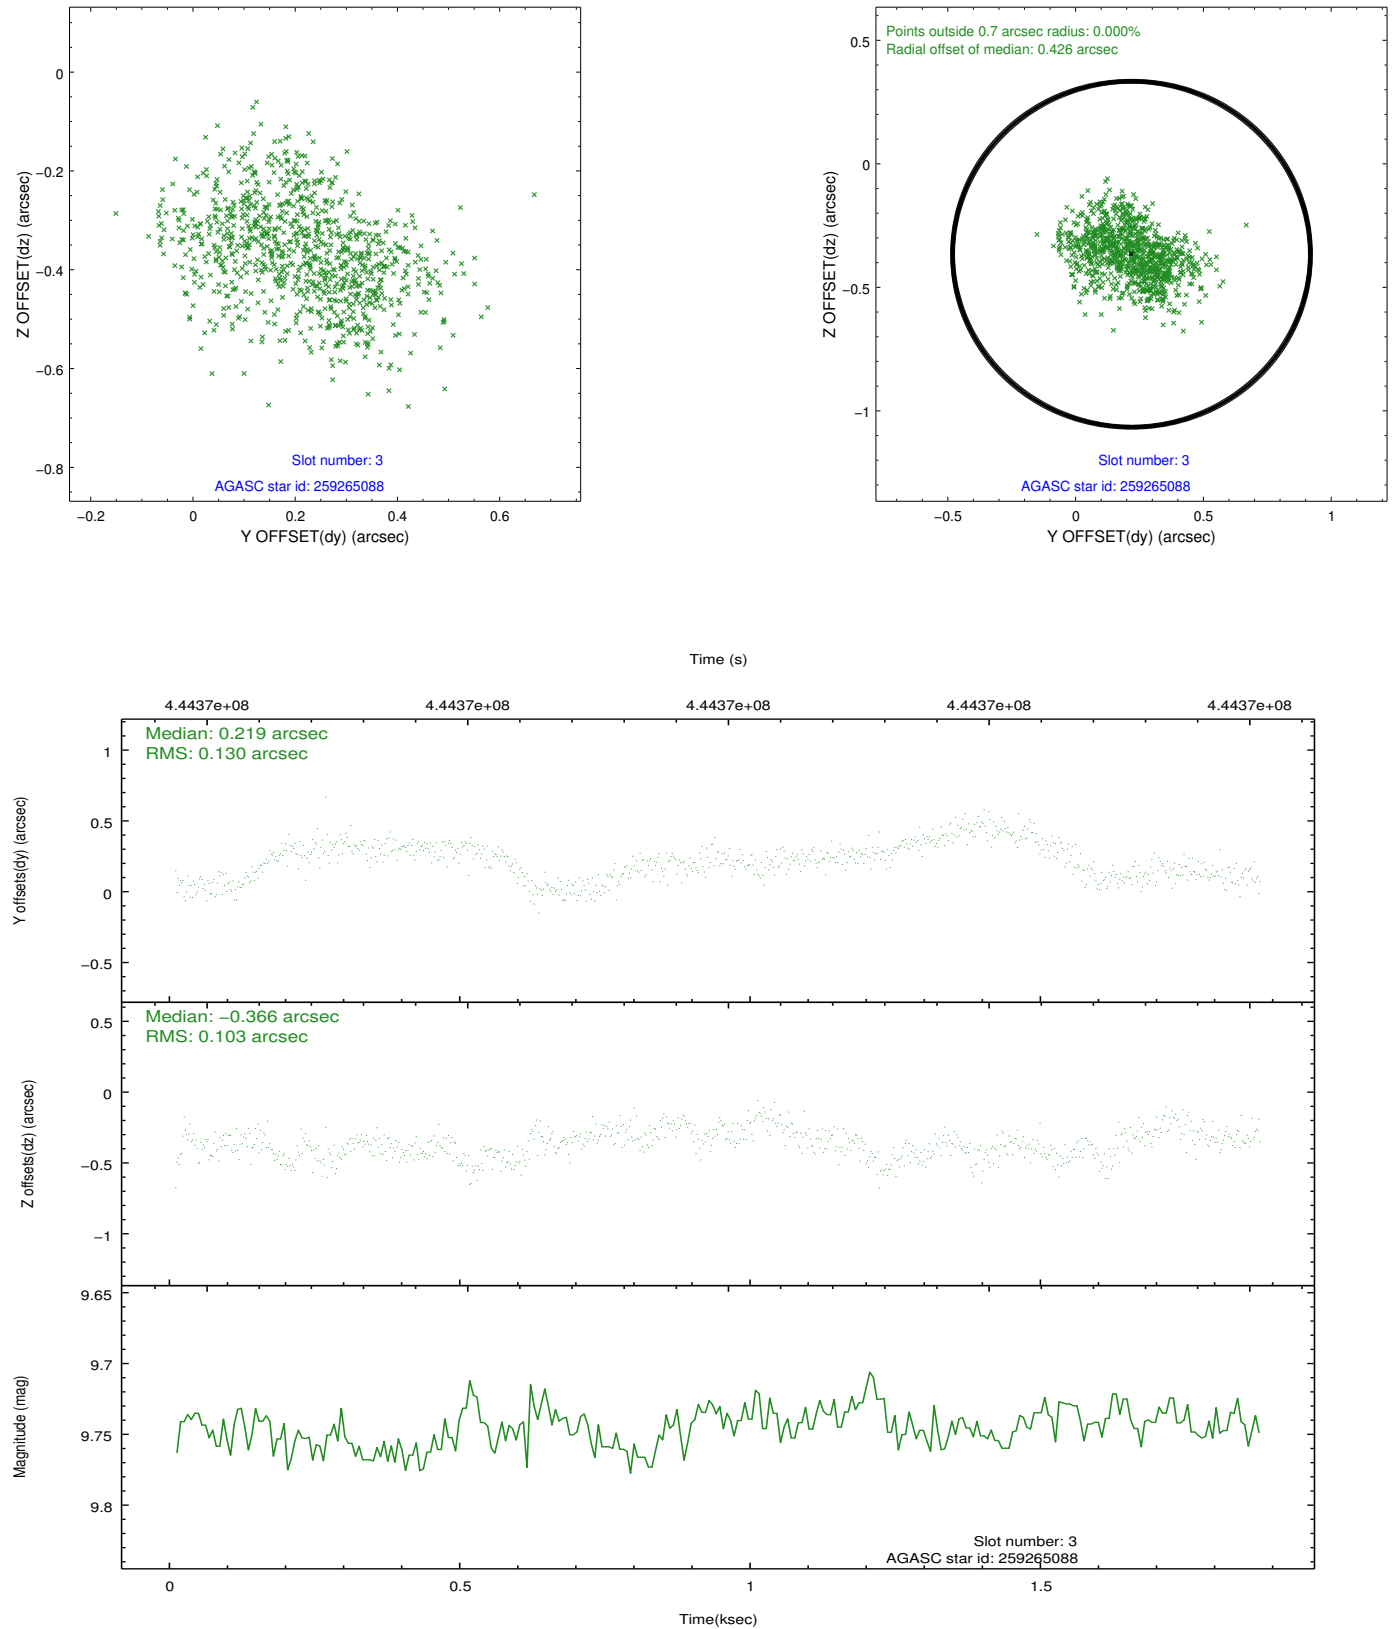 0
−0.2
−0.4
−0.6
−0.8
Z OFFSET(dz) (arcsec)
Slot number: 3
AGASC star id: 259265088
−0.2 0 0.2 0.4 0.6
Y OFFSET(dy) (arcsec)
Points outside 0.7 arcsec radius: 0.000%
Radial offset of median: 0.426 arcsec
0.5
0
−0.5
−1
Z OFFSET(dz) (arcsec)
Slot number: 3
AGASC star id: 259265088
−0.5 0 0.5 1
Y OFFSET(dy) (arcsec)
Time (s)
4.4437e+08 4.4437e+08 4.4437e+08 4.4437e+08 4.4437e+08
Median: 0.219 arcsec
RMS: 0.130 arcsec
1
0.5
0
−0.5
Y offsets(dy) (arcsec)
Median: −0.366 arcsec
RMS: 0.103 arcsec
0.5
0
−0.5
−1
Z offsets(dz) (arcsec)
9.65
9.7
9.75
9.8
Magnitude (mag)
Slot number: 3
AGASC star id: 259265088
0 0.5 1 1.5
Time(ksec)